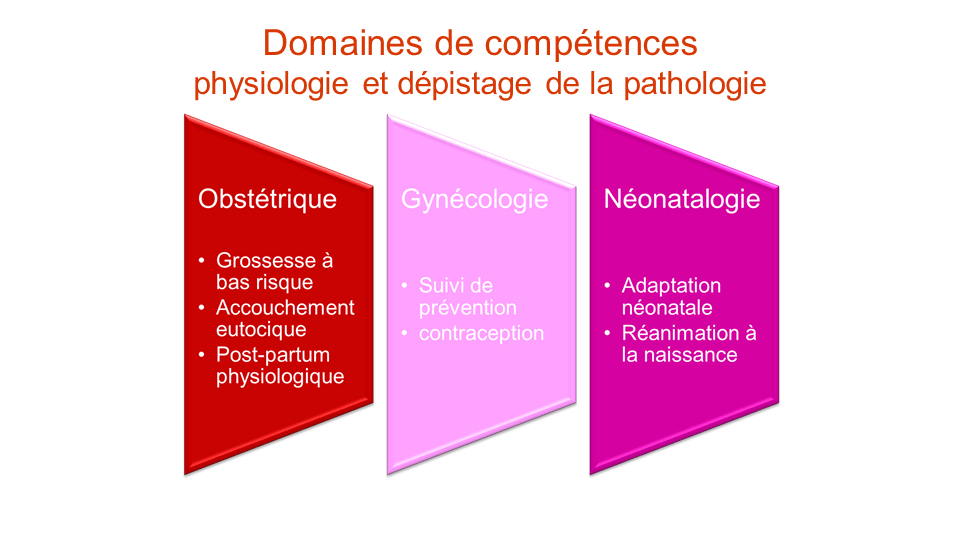 Domaines de compétences
physiologie et dépistage de la pathologie
Obstétrique
• Grossesse à
bas risque
• Accouchement
eutocique
• Post-partum
physiologique
Gynécologie
• Suivi de
prévention
• contraception
Néonatalogie
• Adaptation
néonatale
• Réanimation à
la naissance